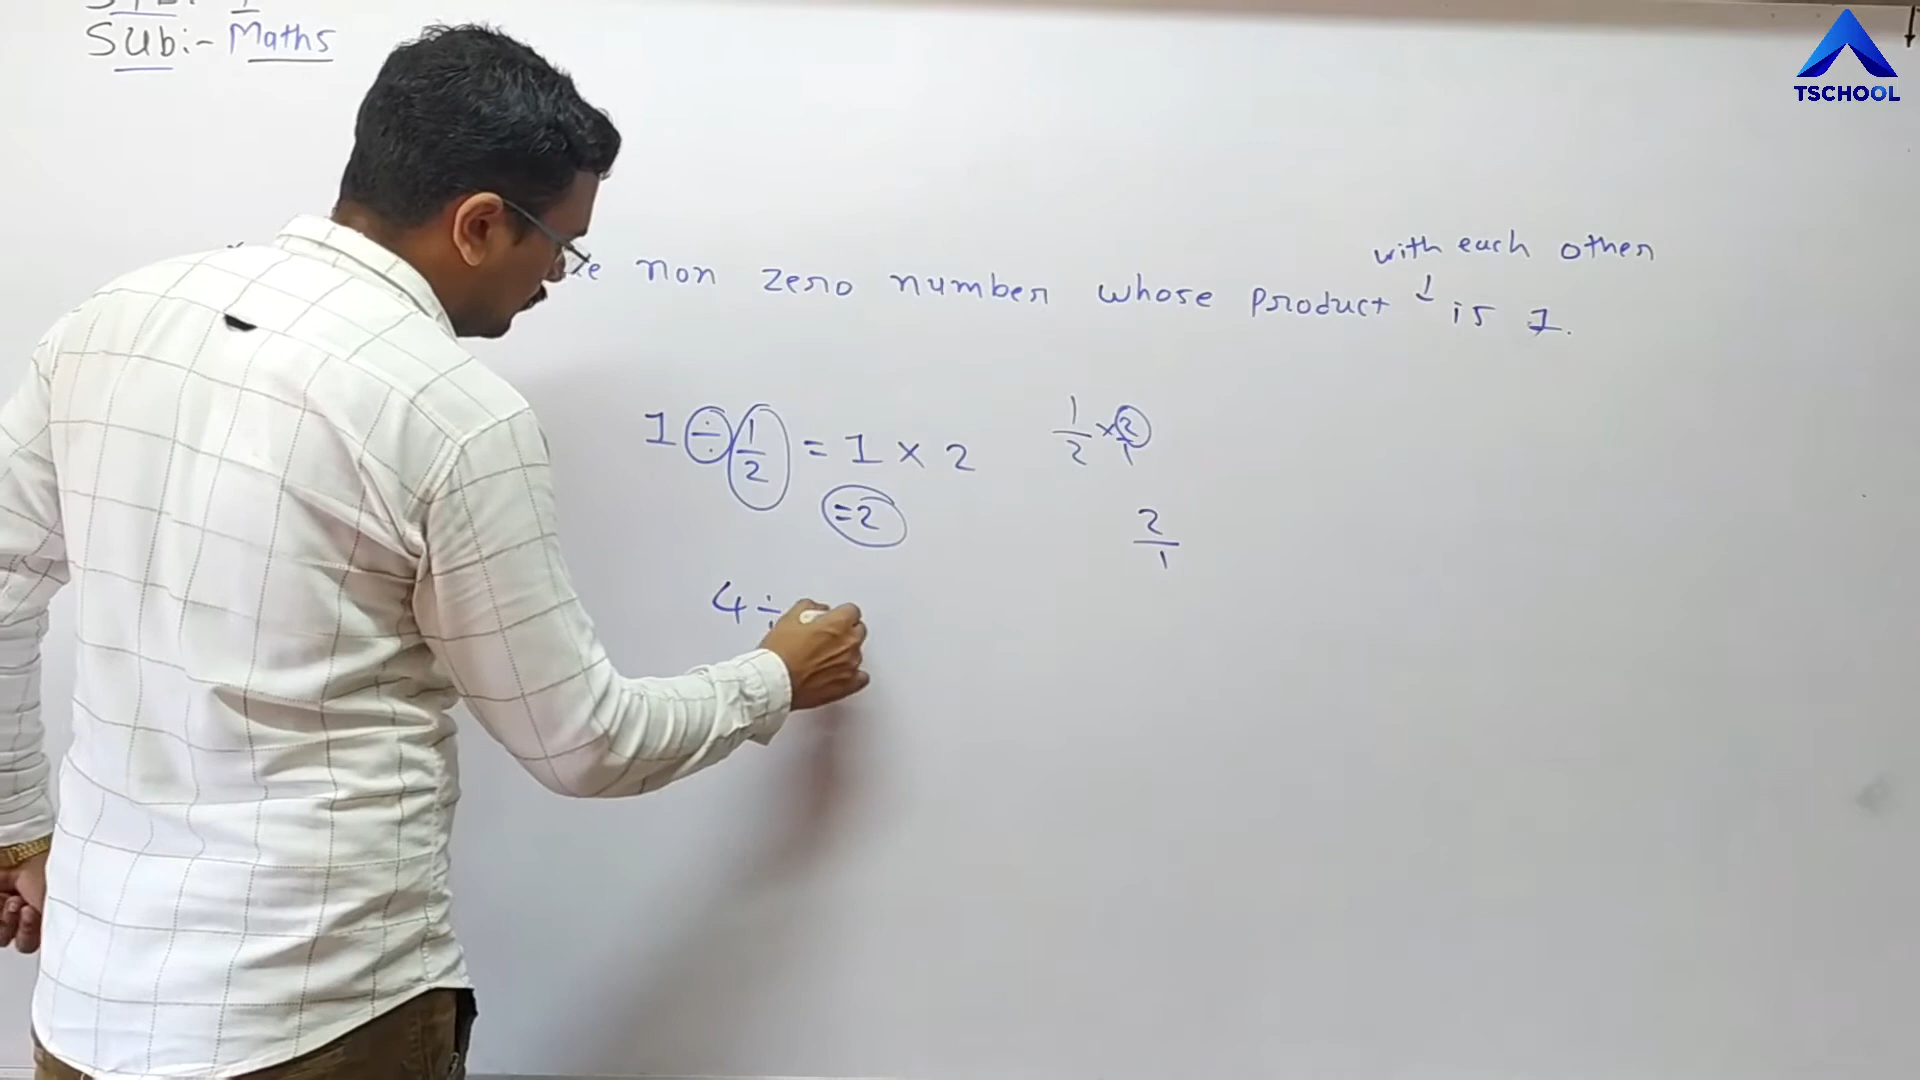 Sub:- Maths
TSCHOOL
with each other
non zero number whose product ↓ is 1.
1 ÷ 1/2 = 1 × 2
1/2 × 2/1
= 2
2/1
4 ÷